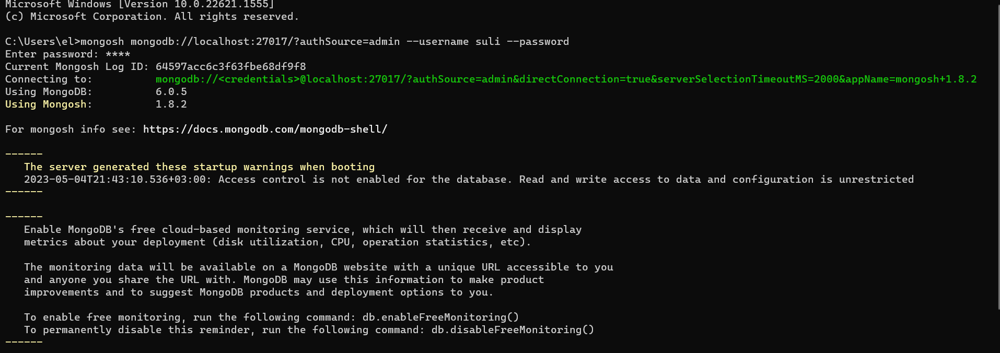 Microsoft Windows [Version 10.0.22621.1555]
(c) Microsoft Corporation. All rights reserved.
C:\Users\el>mongosh mongodb://localhost:27017/?authSource=admin --username suli --password
Enter password: ****
Current Mongosh Log ID: 64597acc6c3f63fbe68df9f8
Connecting to:          mongodb://<credentials>@localhost:27017/?authSource=admin&directConnection=true&serverSelectionTimeoutMS=2000&appName=mongosh+1.8.2
Using MongoDB:          6.0.5
Using Mongosh:          1.8.2
For mongosh info see: https://docs.mongodb.com/mongodb-shell/
------
The server generated these startup warnings when booting
2023-05-04T21:43:10.536+03:00: Access control is not enabled for the database. Read and write access to data and configuration is unrestricted
------
------
Enable MongoDB's free cloud-based monitoring service, which will then receive and display
metrics about your deployment (disk utilization, CPU, operation statistics, etc).
The monitoring data will be available on a MongoDB website with a unique URL accessible to you
and anyone you share the URL with. MongoDB may use this information to make product
improvements and to suggest MongoDB products and deployment options to you.
To enable free monitoring, run the following command: db.enableFreeMonitoring()
To permanently disable this reminder, run the following command: db.disableFreeMonitoring()
------